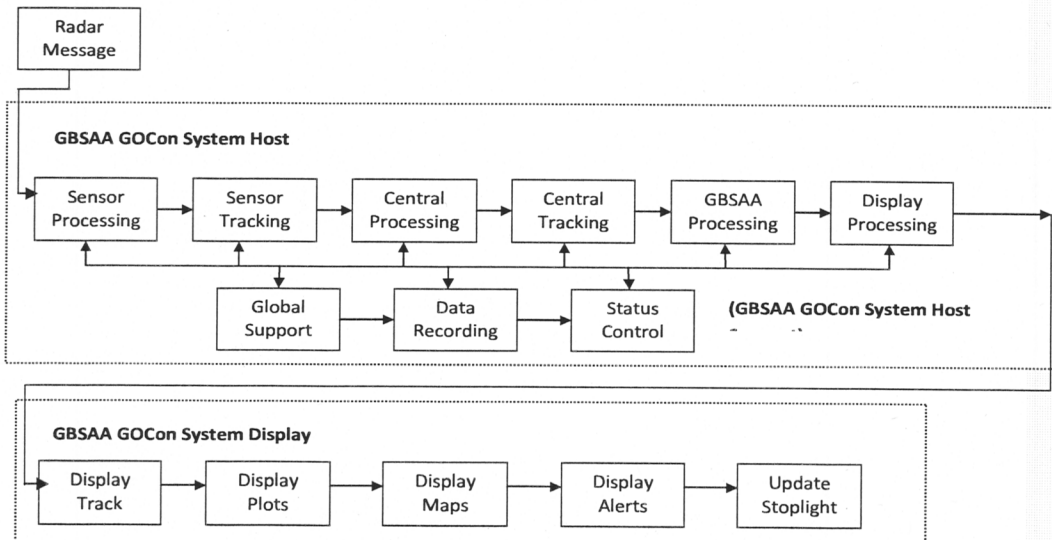 Radar
Message
GBSAA GOCon System Host
Sensor
Processing
Sensor
Tracking
Central
Processing
Central
Tracking
GBSAA
Processing
Display
Processing
Global
Support
Data
Recording
Status
Control
(GBSAA GOCon System Host
GBSAA GOCon System Display
Display
Track
Display
Plots
Display
Maps
Display
Alerts
Update
Stoplight